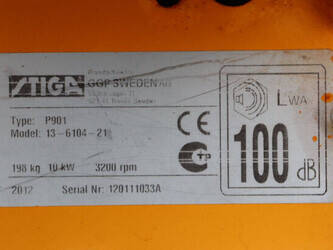 STIGA
GGP SWEDEN AB
Type: P901
Model: 13-6104-21
198 kg 10 kW 3200 rpm
2012 Serial Nr: 120111033A
CE
LWA
100 dB